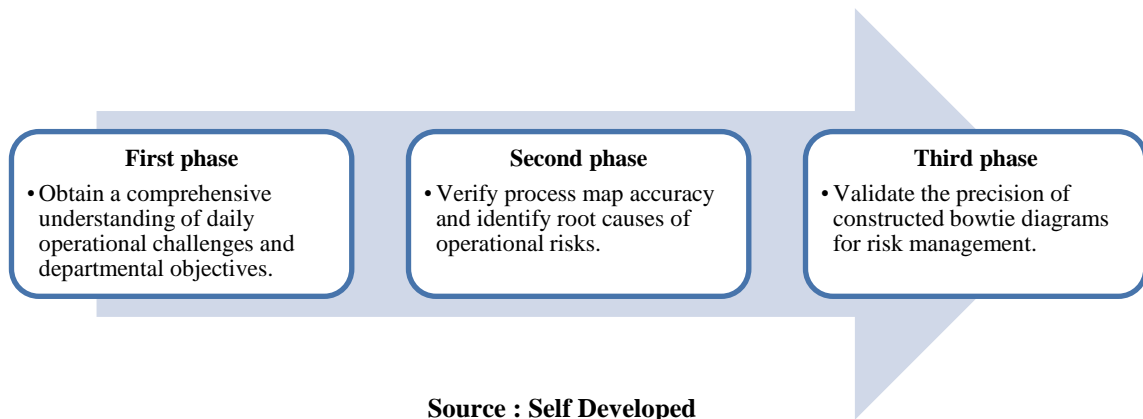 First phase
• Obtain a comprehensive
understanding of daily
operational challenges and
departmental objectives.
Second phase
• Verify process map accuracy
and identify root causes of
operational risks.
Third phase
• Validate the precision of
constructed bowtie diagrams
for risk management.
Source : Self Developed